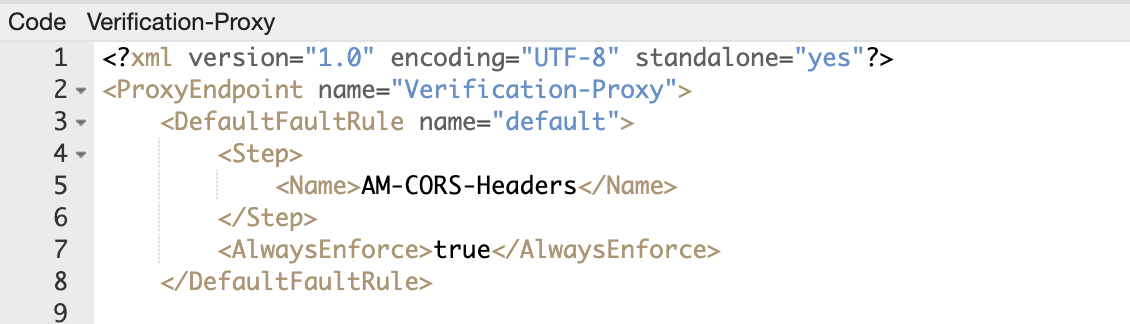 Code Verification-Proxy
1 <?xml version="1.0" encoding="UTF-8" standalone="yes"?>
2 <ProxyEndpoint name="Verification-Proxy">
3 <DefaultFaultRule name="default">
4 <Step>
5 <Name>AM-CORS-Headers</Name>
6 </Step>
7 <AlwaysEnforce>true</AlwaysEnforce>
8 </DefaultFaultRule>
9